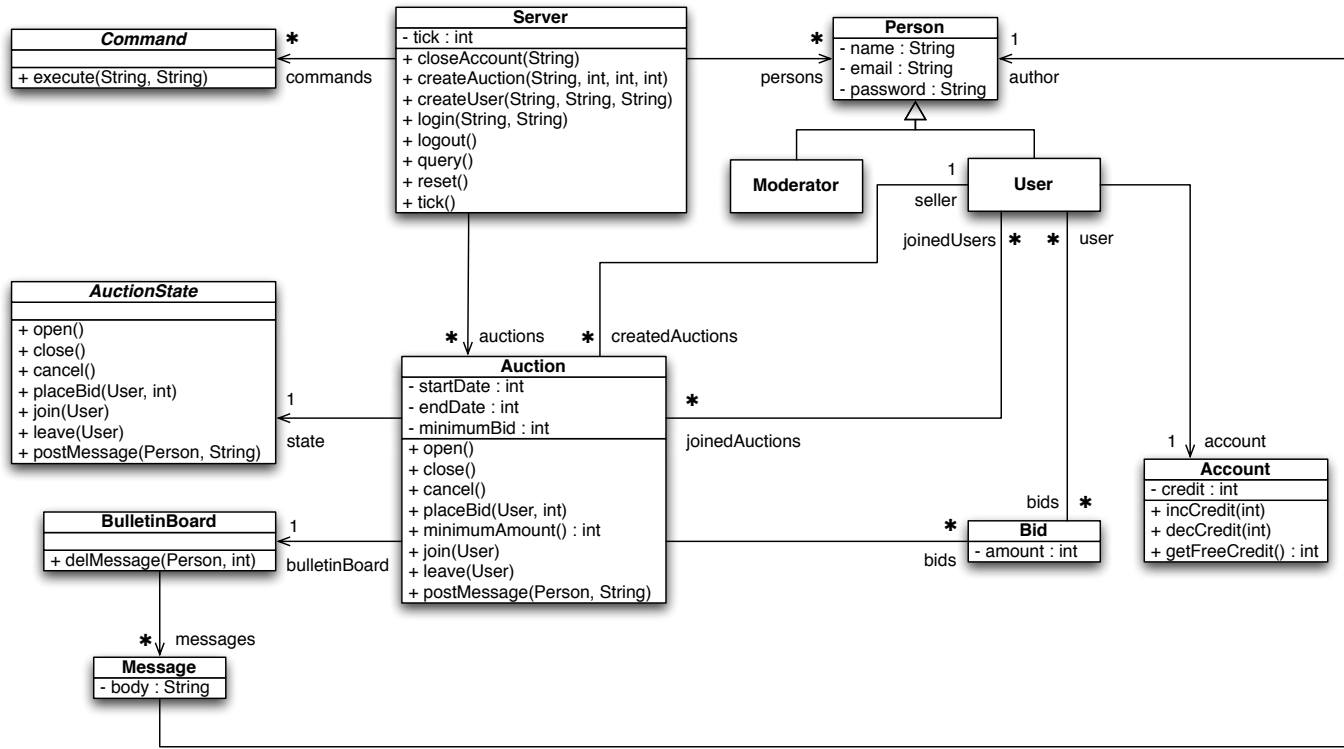 Command
+ execute(String, String)
*
commands
Server
- tick : int
+ closeAccount(String)
+ createAuction(String, int, int, int)
+ createUser(String, String, String)
+ login(String, String)
+ logout()
+ query()
+ reset()
+ tick()
*
persons
Person
- name : String
- email : String
- password : String
1
author
Moderator
User
1
seller
joinedUsers *
* user
AuctionState
+ open()
+ close()
+ cancel()
+ placeBid(User, int)
+ join(User)
+ leave(User)
+ postMessage(Person, String)
1
state
* auctions
* createdAuctions
Auction
- startDate : int
- endDate : int
- minimumBid : int
+ open()
+ close()
+ cancel()
+ placeBid(User, int)
+ minimumAmount() : int
+ join(User)
+ leave(User)
+ postMessage(Person, String)
*
joinedAuctions
1 account
Account
- credit : int
+ incCredit(int)
+ decCredit(int)
+ getFreeCredit() : int
bids *
*
bids
Bid
- amount : int
BulletinBoard
+ delMessage(Person, int)
1
bulletinBoard
* messages
Message
- body : String